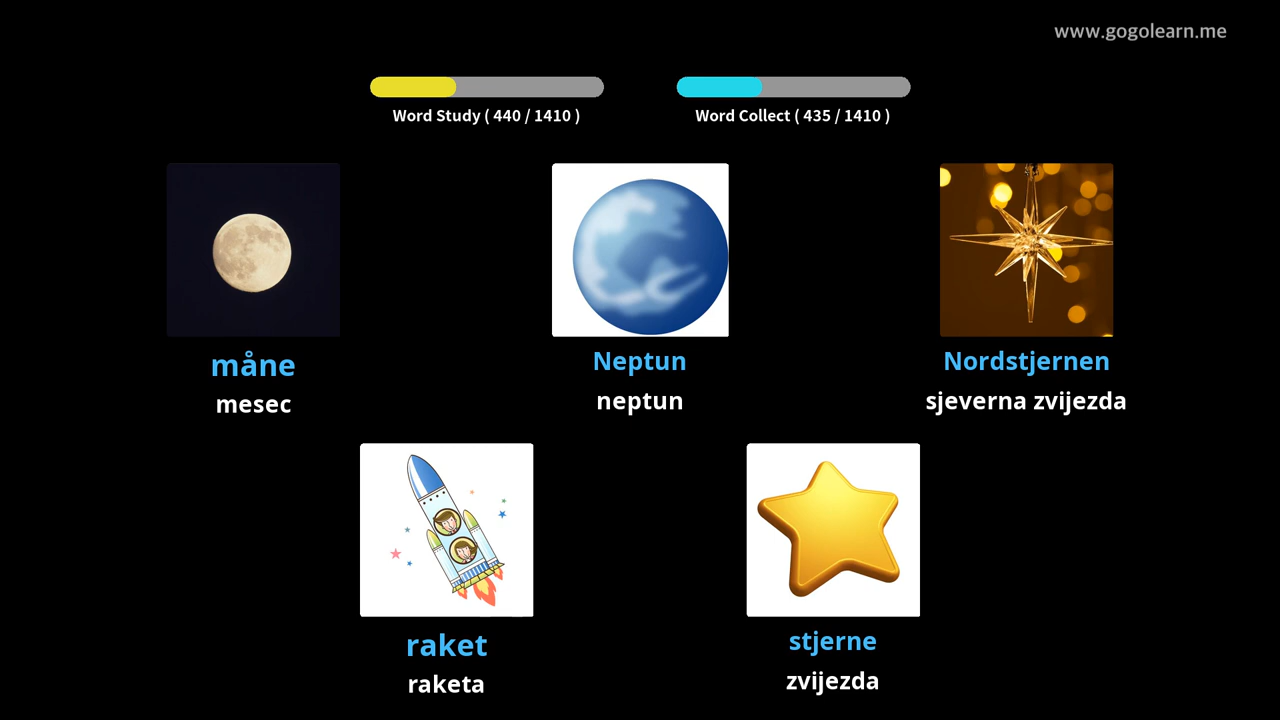 www.gogolearn.me
Word Study ( 440 / 1410 )
Word Collect ( 435 / 1410 )
måne
mesec
Neptun
neptun
Nordstjernen
sjeverna zvijezda
raket
raketa
stjerne
zvijezda